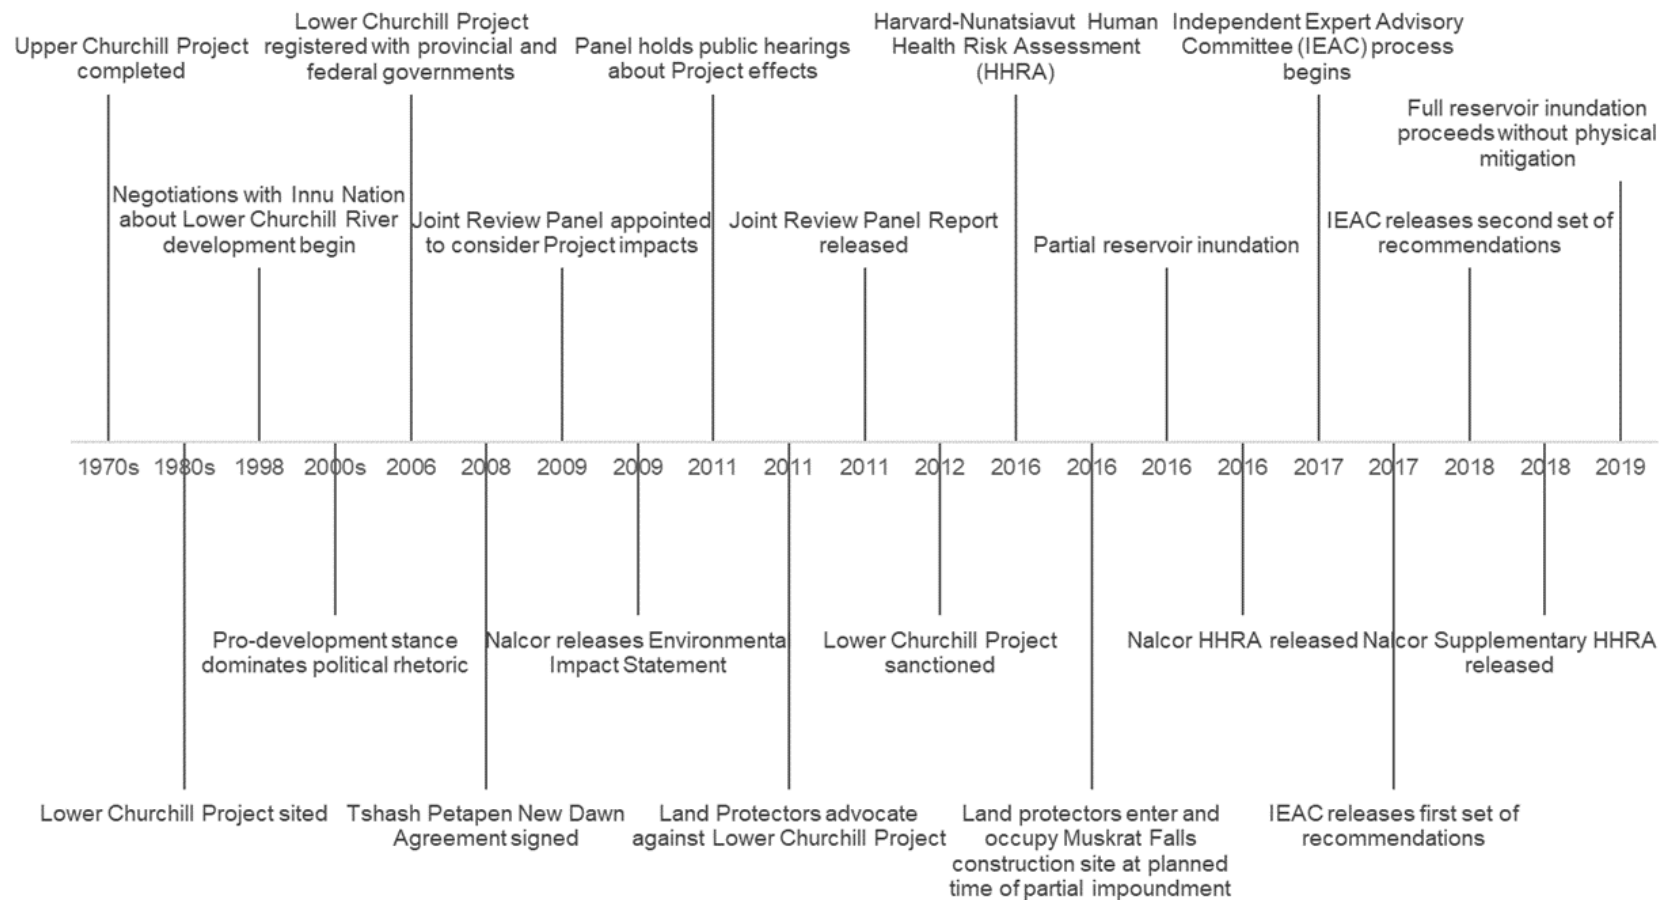 Upper Churchill Project
completed
Lower Churchill Project
registered with provincial and
federal governments
Panel holds public hearings
about Project effects
Harvard-Nunatsiavut Human
Health Risk Assessment
(HHRA)
Independent Expert Advisory
Committee (IEAC) process
begins
Full reservoir inundation
proceeds without physical
mitigation
Negotiations with Innu Nation
about Lower Churchill River
development begin
Joint Review Panel appointed
to consider Project impacts
Joint Review Panel Report
released
Partial reservoir inundation
IEAC releases second set of
recommendations
1970s 1980s 1998 2000s 2006 2008 2009 2009 2011 2011 2011 2012 2016 2016 2016 2016 2017 2017 2018 2018 2019
Pro-development stance
dominates political rhetoric
Nalcor releases Environmental
Impact Statement
Lower Churchill Project
sanctioned
Nalcor HHRA released
Nalcor Supplementary HHRA
released
Lower Churchill Project sited
Tshash Petapen New Dawn
Agreement signed
Land Protectors advocate
against Lower Churchill Project
Land protectors enter and
occupy Muskrat Falls
construction site at planned
time of partial impoundment
IEAC releases first set of
recommendations